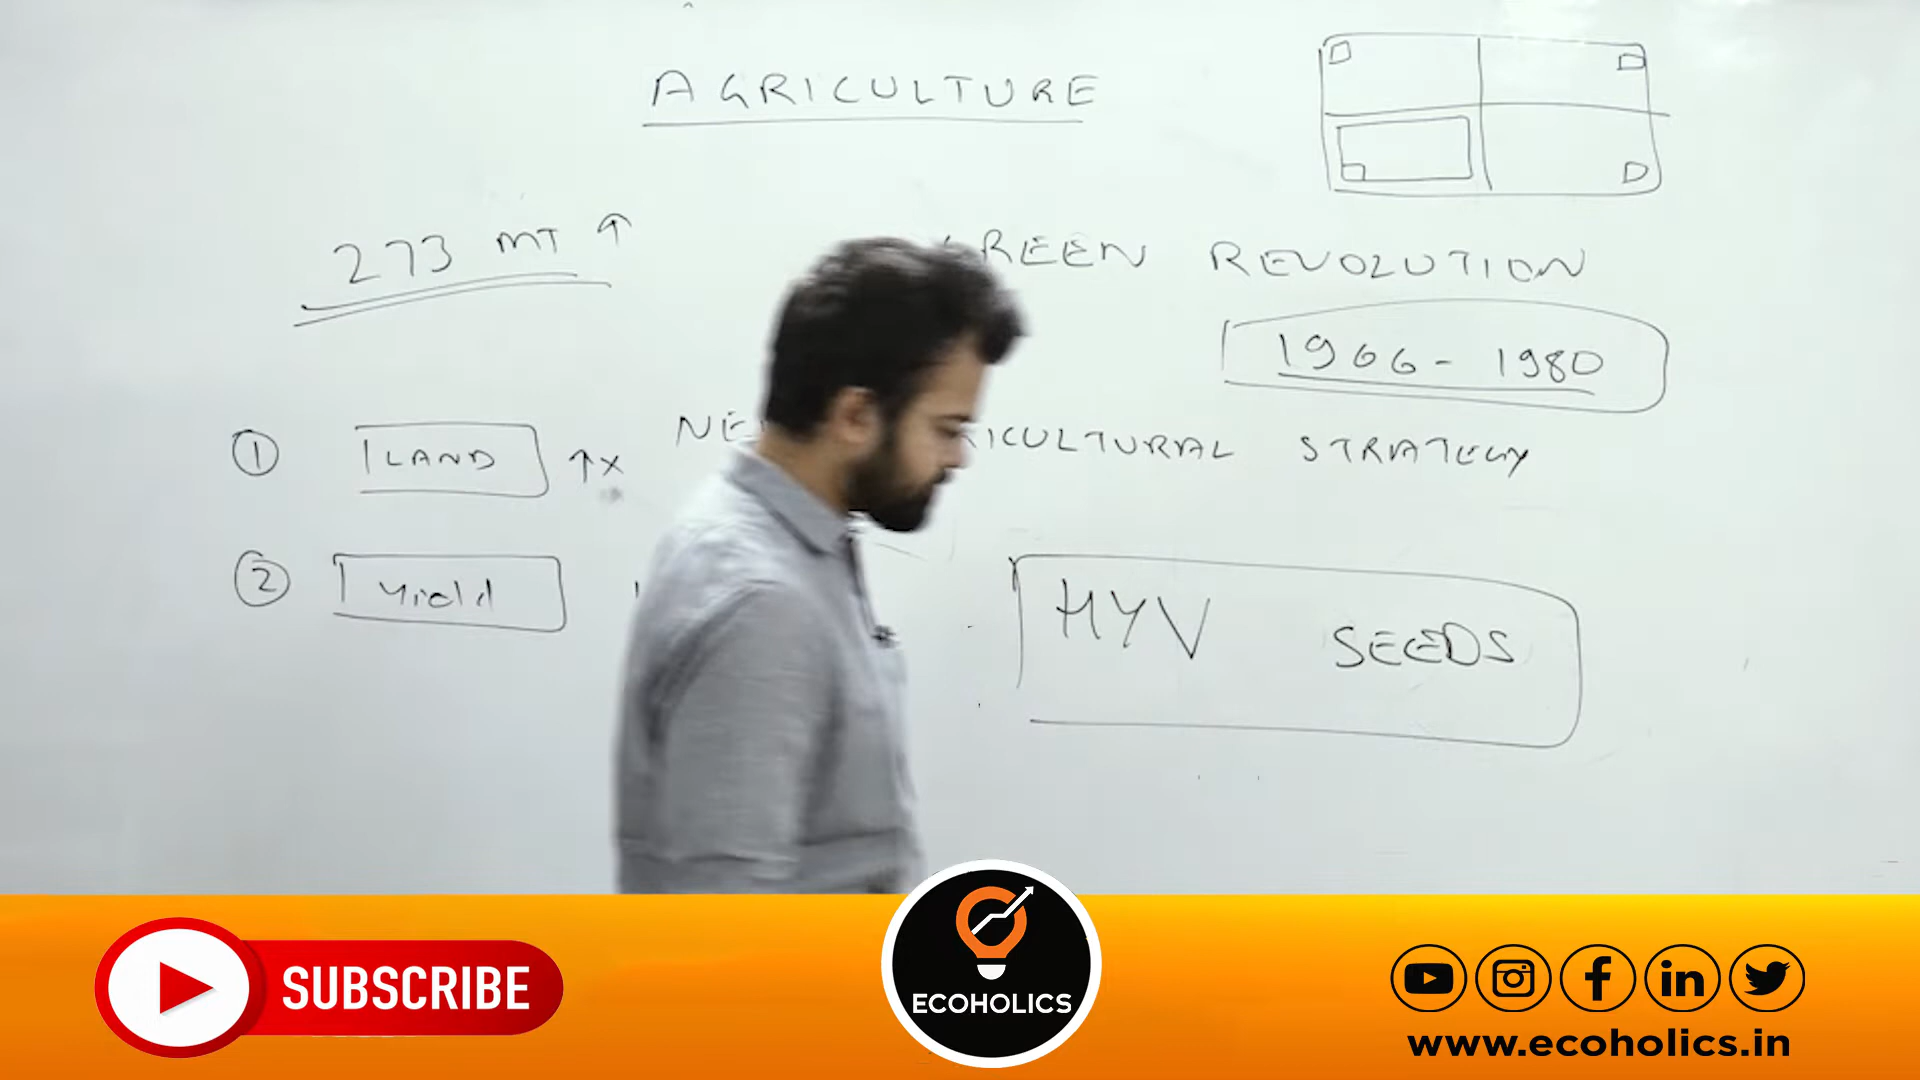 AGRICULTURE
273 MT ↑
REEN REVOLUTION
1966 - 1980
① LAND ↑x
NE ICULTURAL STRATEGY
② Yield
HYV SEEDS
SUBSCRIBE
ECOHOLICS
www.ecoholics.in